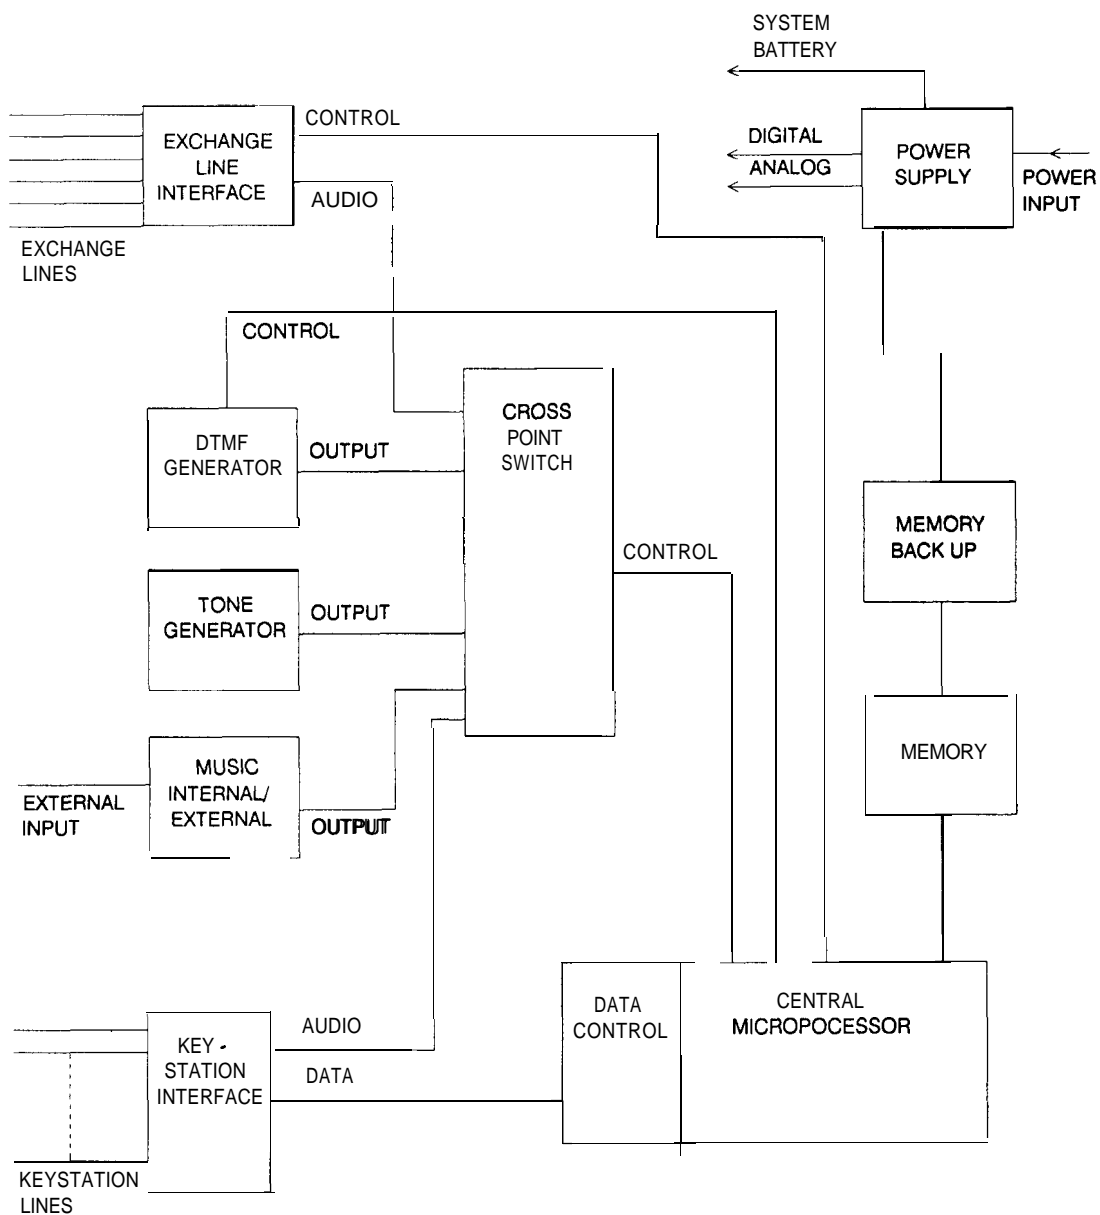 SYSTEM
BATTERY
CONTROL
EXCHANGE
LINE
INTERFACE
AUDIO
EXCHANGE
LINES
DIGITAL
ANALOG
POWER
SUPPLY
POWER
INPUT
CONTROL
DTMF
GENERATOR
OUTPUT
CROSS
POINT
SWITCH
CONTROL
MEMORY
BACK UP
TONE
GENERATOR
OUTPUT
MEMORY
MUSIC
INTERNAL/
EXTERNAL
EXTERNAL
INPUT
OUTPUT
DATA
CONTROL
CENTRAL
MICROPOCESSOR
AUDIO
KEY -
STATION
INTERFACE
DATA
KEYSTATION
LINES